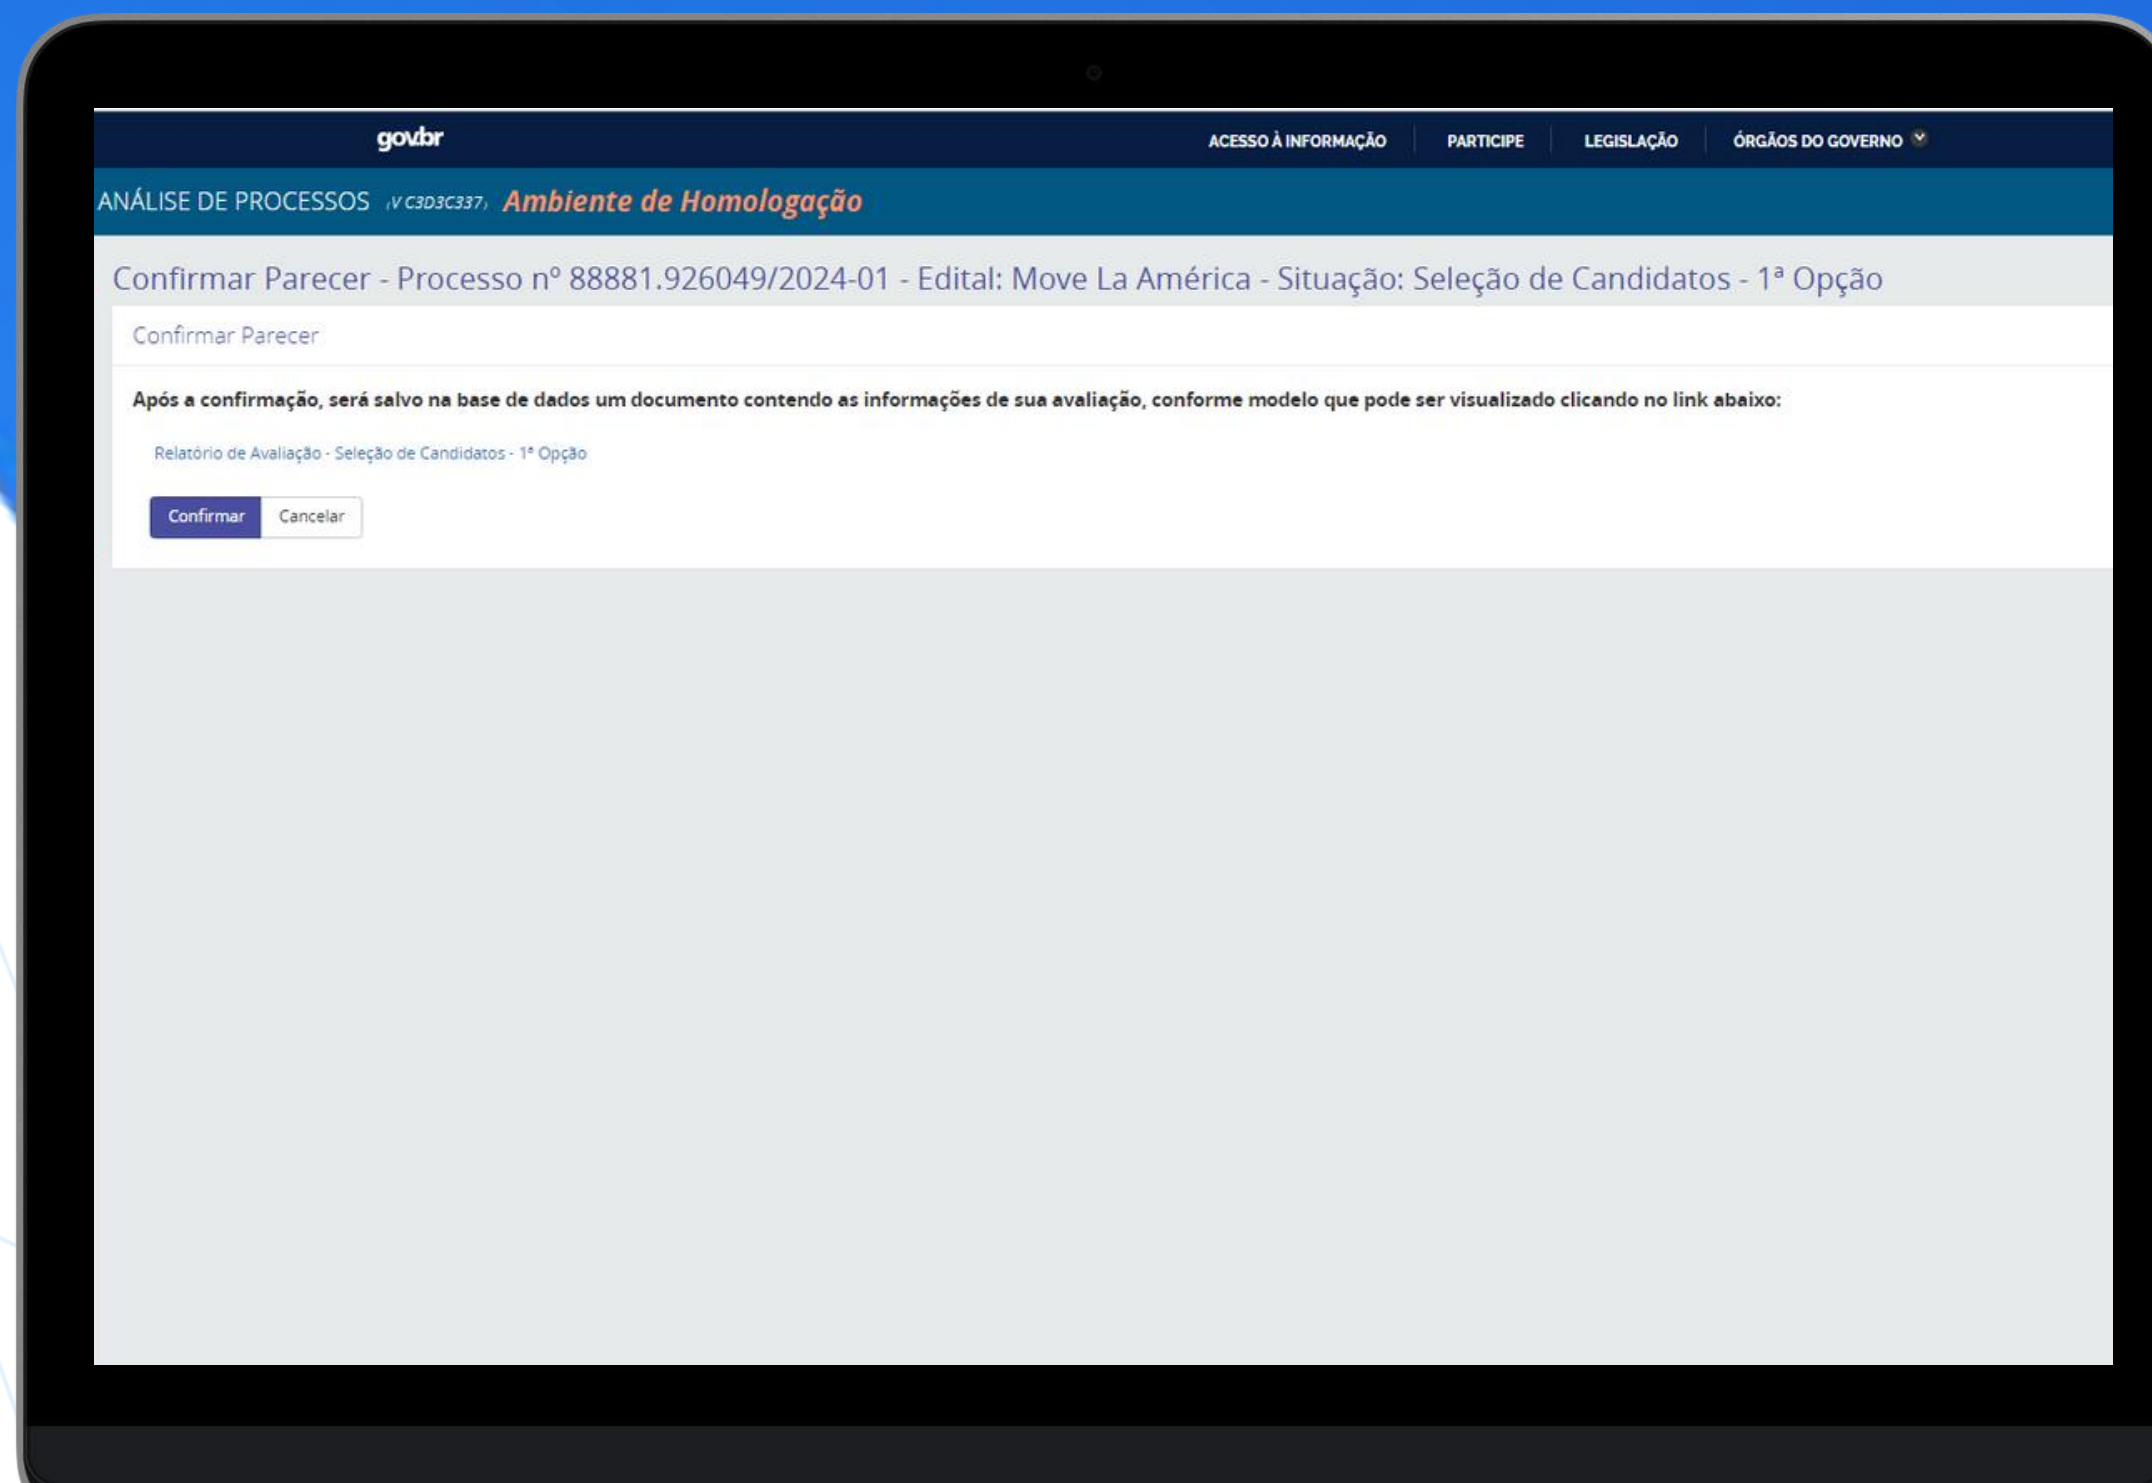 gov.br
ACESSO À INFORMAÇÃO PARTICIPE LEGISLAÇÃO ÓRGÃOS DO GOVERNO
ANÁLISE DE PROCESSOS (V C3D3C337) Ambiente de Homologação
Confirmar Parecer - Processo nº 88881.926049/2024-01 - Edital: Move La América - Situação: Seleção de Candidatos - 1ª Opção
Confirmar Parecer
Após a confirmação, será salvo na base de dados um documento contendo as informações de sua avaliação, conforme modelo que pode ser visualizado clicando no link abaixo:
Relatório de Avaliação - Seleção de Candidatos - 1ª Opção
Confirmar Cancelar